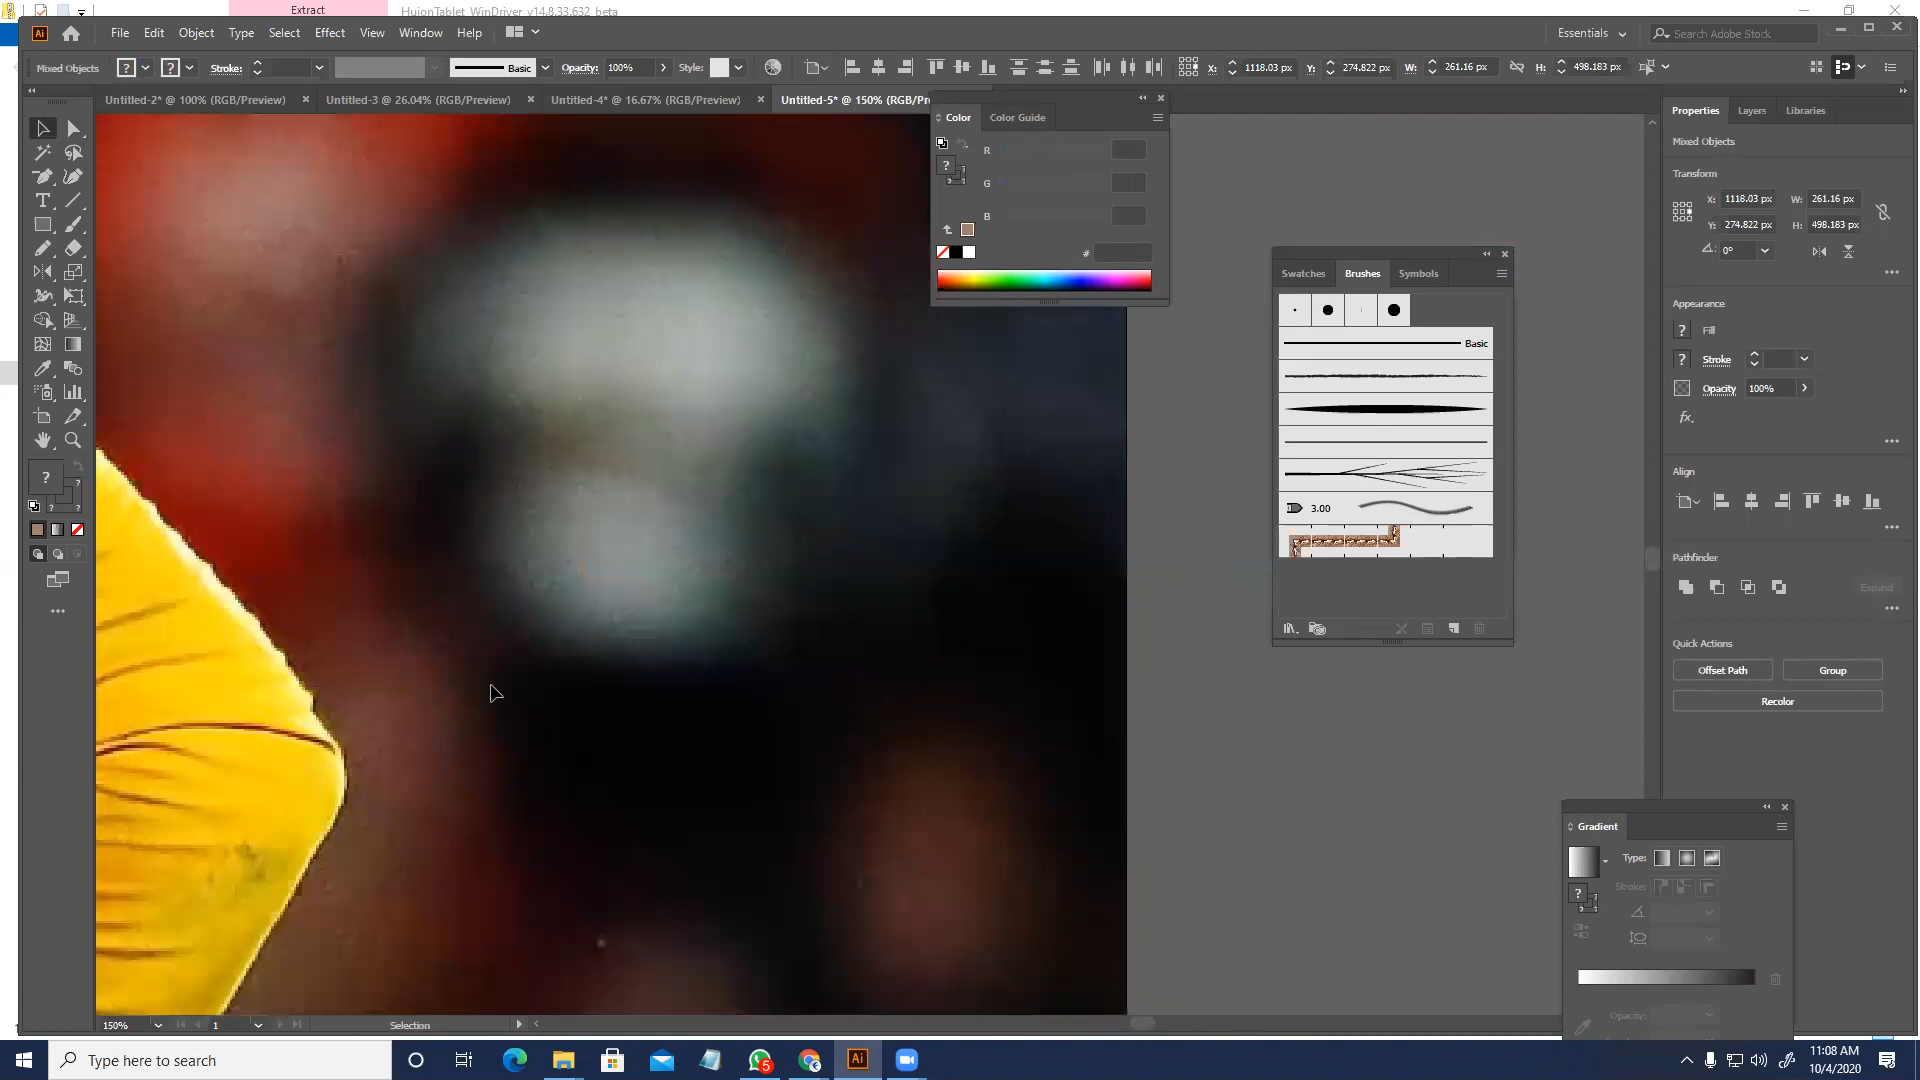 Extract
HuionTablet_WinDriver_v14.8.33.632_beta
Ai File Edit Object Type Select Effect View Window Help Essentials Search Adobe Stock
Mixed Objects ? ? Stroke: Basic Opacity: 100% Style: X: 1118.03 px Y: 274.822 px W: 261.16 px H: 498.183 px
Untitled-2* @ 100% (RGB/Preview) × Untitled-3 @ 26.04% (RGB/Preview) × Untitled-4* @ 16.67% (RGB/Preview) × Untitled-5* @ 150% (RGB/Pr
Color Color Guide
R
G
B
#
?
Swatches Brushes Symbols
Basic
3.00
Properties Layers Libraries
Mixed Objects
Transform
X: 1118.03 px W: 261.16 px
Y: 274.822 px H: 498.183 px
0°
Appearance
? Fill
? Stroke
Opacity 100%
fx.
Align
Pathfinder
Expand
Quick Actions
Offset Path Group
Recolor
Gradient
Type:
Stroke:
?
Opacity:
T
?
?
? ?
150% 1 Selection
Type here to search
5
Ai
11:08 AM
10/4/2020